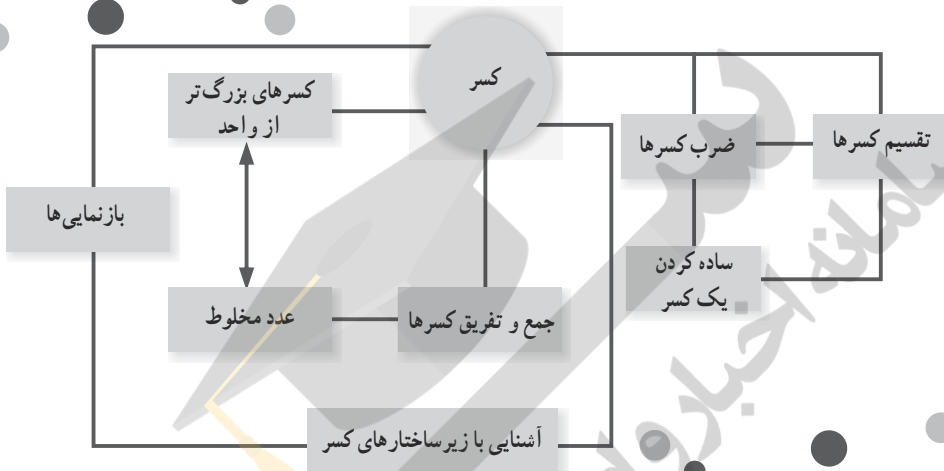 کسر
کسرهای بزرگ‌تر
از واحد
ضرب کسرها
تقسیم کسرها
بازنمایی‌ها
ساده کردن
یک کسر
عدد مخلوط
جمع و تفریق کسرها
آشنایی با زیرساختارهای کسر